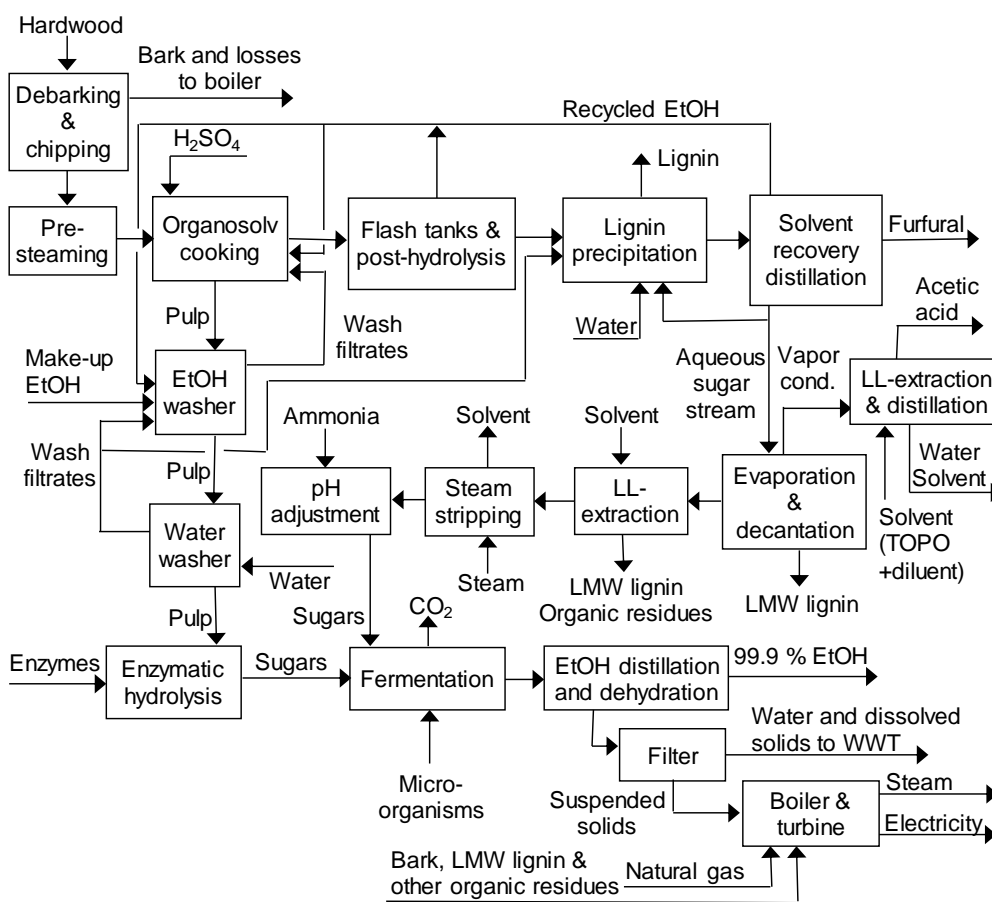 Hardwood
Bark and losses
to boiler
Debarking
&
chipping
Recycled EtOH
H₂SO₄
Lignin
Pre-
steaming
Organosolv
cooking
Flash tanks &
post-hydrolysis
Lignin
precipitation
Solvent
recovery
distillation
Furfural
Acetic
acid
Pulp
Wash
filtrates
Water
Make-up
EtOH
EtOH
washer
Aqueous
sugar
stream
Vapor
cond.
LL-extraction
& distillation
Ammonia
Solvent
Solvent
Wash
filtrates
Pulp
Water
Solvent
pH
adjustment
Steam
stripping
LL-
extraction
Evaporation
&
decantation
Solvent
(TOPO
+diluent)
Water
washer
Water
Steam
LMW lignin
Organic residues
LMW lignin
Pulp
Sugars
CO₂
Enzymes
Enzymatic
hydrolysis
Sugars
Fermentation
EtOH distillation
and dehydration
99.9 % EtOH
Water and dissolved
solids to WWT
Filter
Micro-
organisms
Suspended
solids
Boiler &
turbine
Steam
Electricity
Bark, LMW lignin &
other organic residues
Natural gas